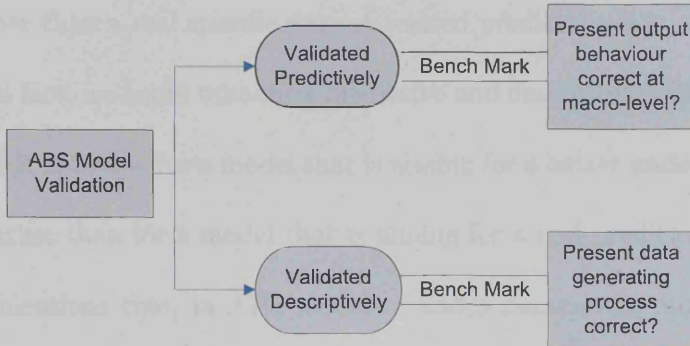 ABS Model
Validation
Validated
Predictively
Bench Mark
Present output
behaviour
correct at
macro-level?
Validated
Descriptively
Bench Mark
Present data
generating
process
correct?